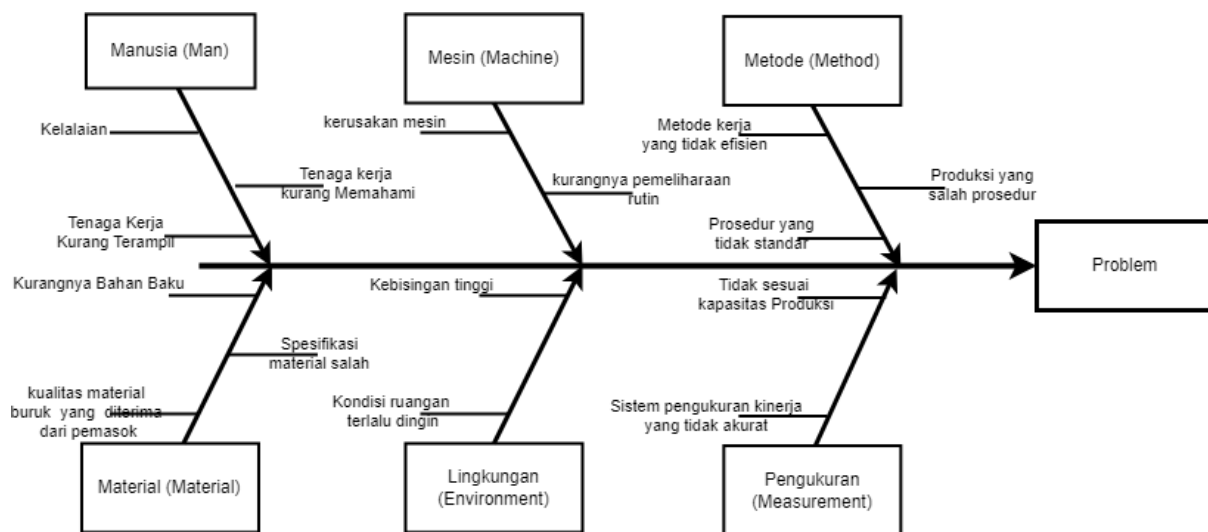 Manusia (Man)
Mesin (Machine)
Metode (Method)
Kelalaian
kerusakan mesin
Metode kerja
yang tidak efisien
Tenaga kerja
kurang Memahami
kurangnya pemeliharaan
rutin
Produksi yang
salah prosedur
Tenaga Kerja
Kurang Terampil
Prosedur yang
tidak standar
Problem
Kurangnya Bahan Baku
Kebisingan tinggi
Tidak sesuai
kapasitas Produksi
Spesifikasi
material salah
kualitas material
buruk yang diterima
dari pemasok
Kondisi ruangan
terlalu dingin
Sistem pengukuran kinerja
yang tidak akurat
Material (Material)
Lingkungan
(Environment)
Pengukuran
(Measurement)